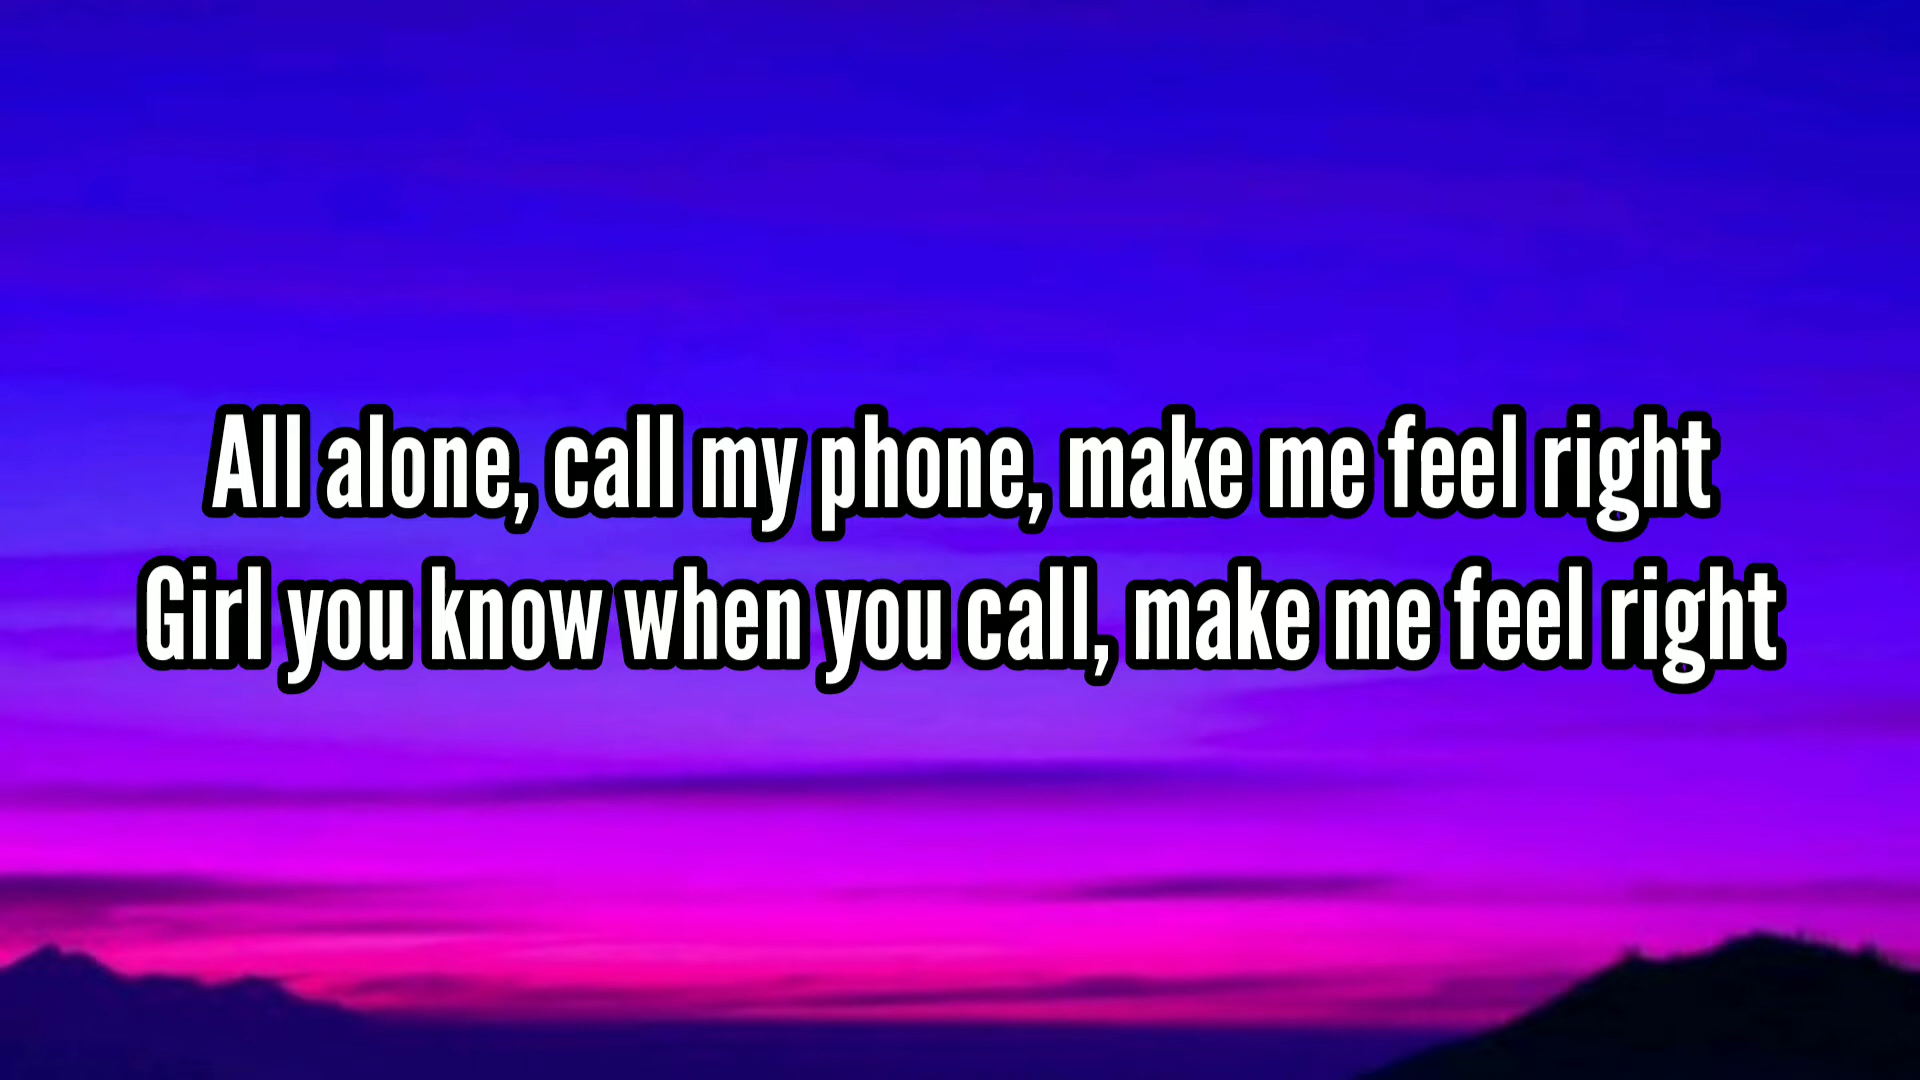 All alone, call my phone, make me feel right
Girl you know when you call, make me feel right